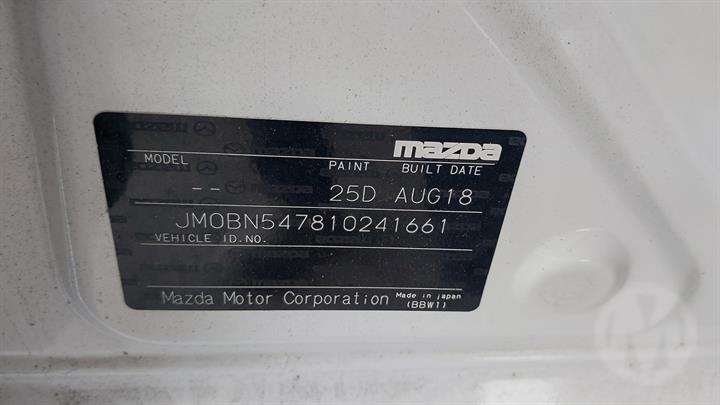 mazda
MODEL PAINT BUILT DATE
-- 25D AUG18
JM0BN547810241661
VEHICLE ID.NO.
Mazda Motor Corporation Made in japan
(BBW1)